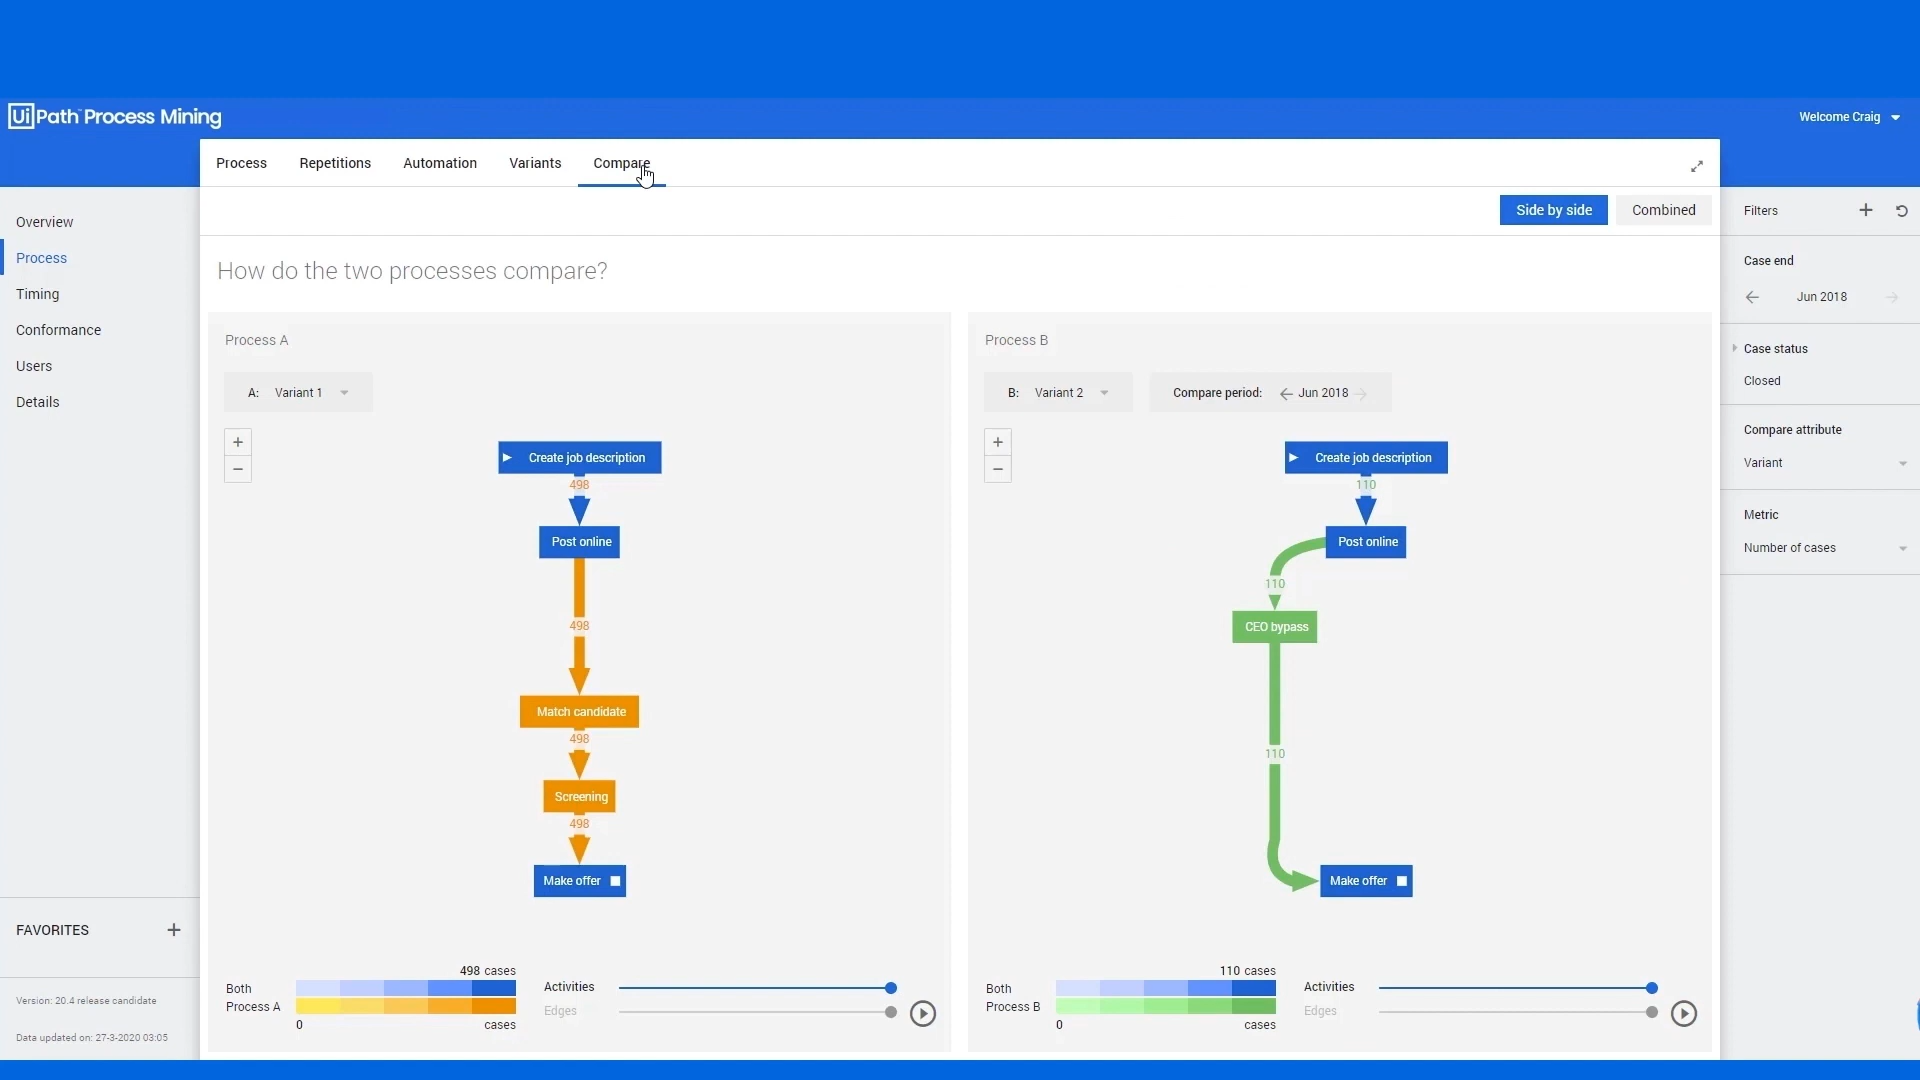 UiPath™ Process Mining
Welcome Craig
Process
Repetitions
Automation
Variants
Compare
Side by side
Combined
Overview
Process
Timing
Conformance
Users
Details
FAVORITES
+
Version: 20.4 release candidate
Data updated on: 27-3-2020 03:05
How do the two processes compare?
Process A
A: Variant 1
+
−
Create job description
498
Post online
498
Match candidate
498
Screening
498
Make offer
498 cases
Both
Process A
0
cases
Activities
Edges
Process B
B: Variant 2
Compare period: Jun 2018
+
−
Create job description
110
Post online
110
CEO bypass
110
Make offer
110 cases
Both
Process B
0
cases
Activities
Edges
Filters
+
Case end
Jun 2018
Case status
Closed
Compare attribute
Variant
Metric
Number of cases